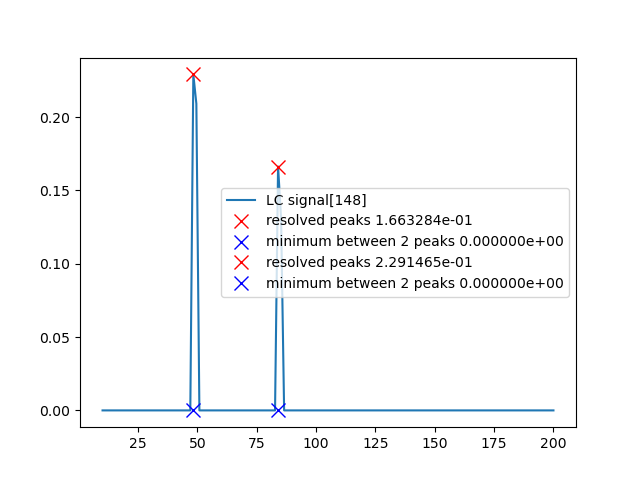 0.20
0.15
0.10
0.05
0.00
LC signal[148]
resolved peaks 1.663284e-01
minimum between 2 peaks 0.000000e+00
resolved peaks 2.291465e-01
minimum between 2 peaks 0.000000e+00
25 50 75 100 125 150 175 200